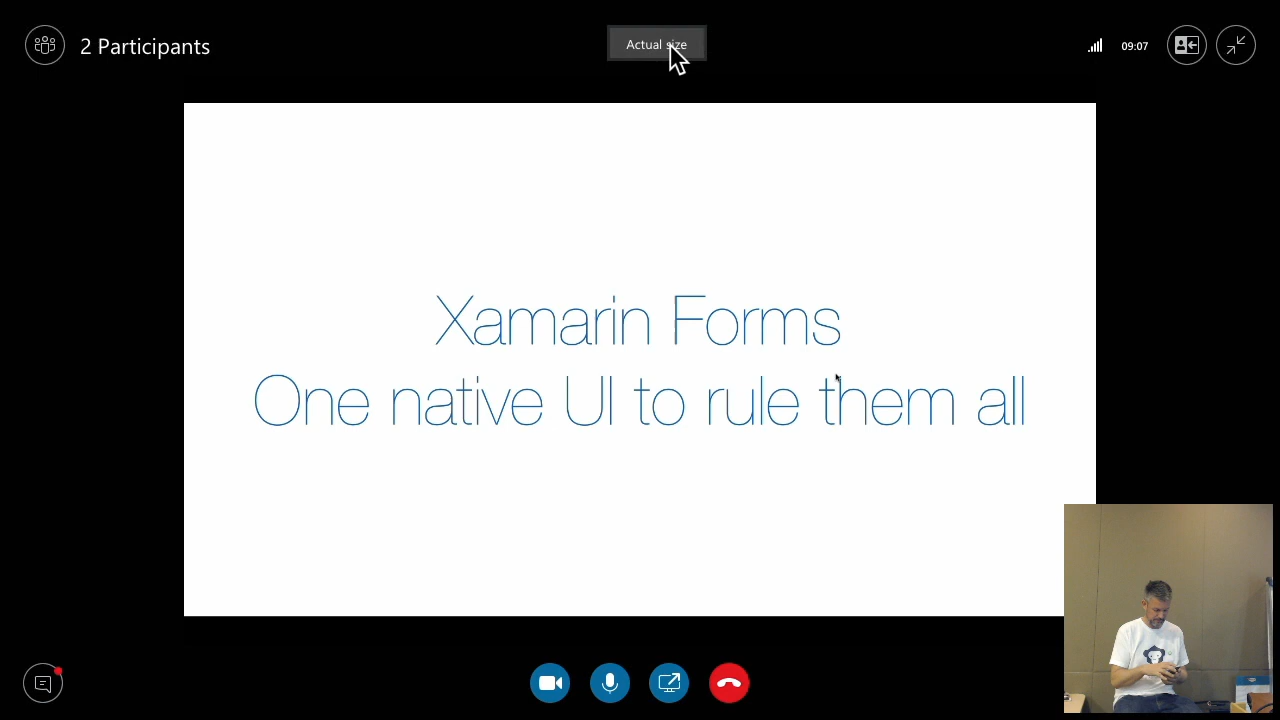 2 Participants
Actual size
09:07
Xamarin Forms
One native UI to rule them all